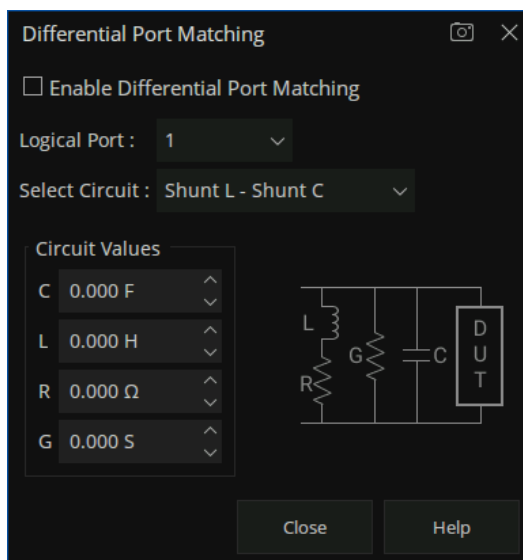 Differential Port Matching
Enable Differential Port Matching
Logical Port : 1
Select Circuit : Shunt L - Shunt C
Circuit Values
C 0.000 F
L 0.000 H
R 0.000 Ω
G 0.000 S
L
R
G
C
D
U
T
Close Help